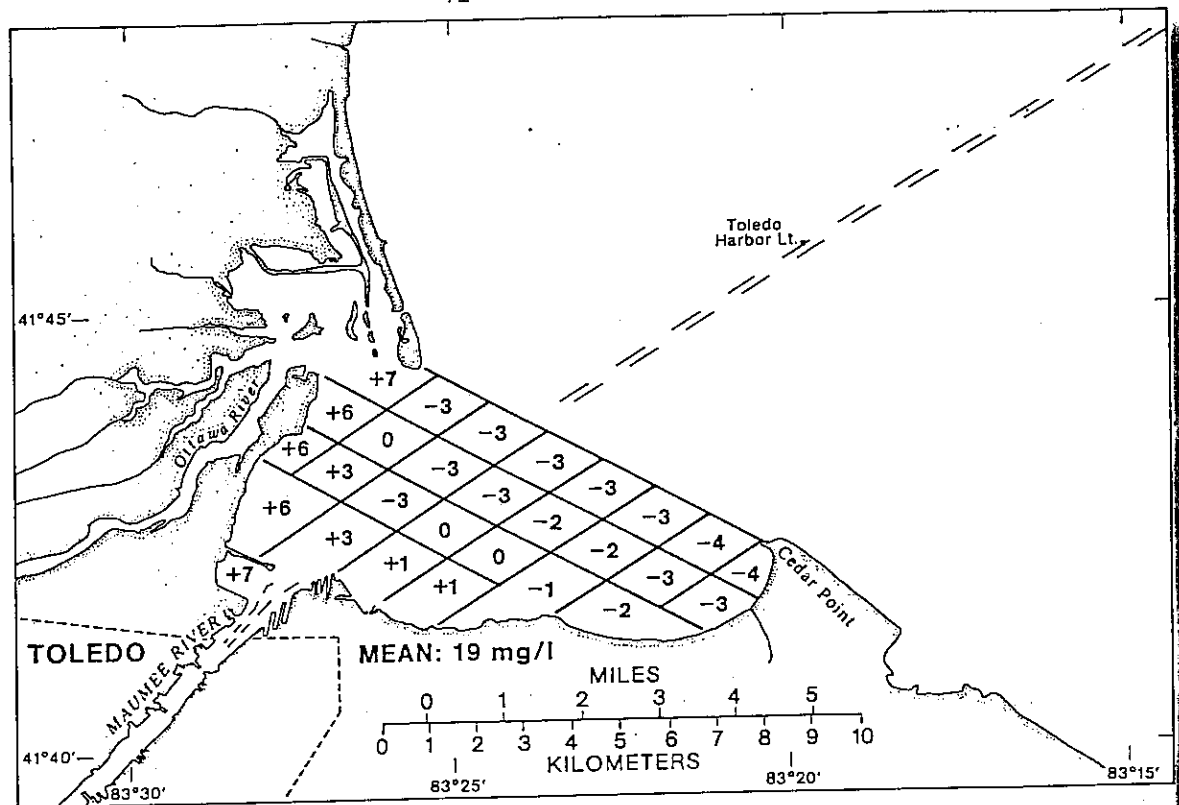 Toledo
Harbor Lt.
41°45'
Ottawa River
+7
+6 -3
+6 0 -3
+3 -3 -3
+6 -3 -3 -3
+3 0 -2 -3
+7 +1 0 -2 -4
+1 -1 -3 -4
-2 -3
Cedar Point
MAUMEE RIVER
TOLEDO
MEAN: 19 mg/l
MILES
0 1 2 3 4 5
0 1 2 3 4 5 6 7 8 9 10
KILOMETERS
41°40'
83°30'
83°25'
83°20'
83°15'